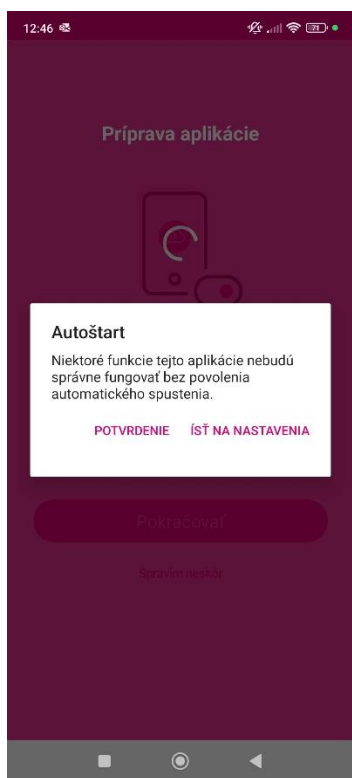 12:46
71
Príprava aplikácie
Autoštart
Niektoré funkcie tejto aplikácie nebudú
správne fungovať bez povolenia
automatického spustenia.
POTVRDENIE ÍSŤ NA NASTAVENIA
Pokračovať
Spravím neskôr